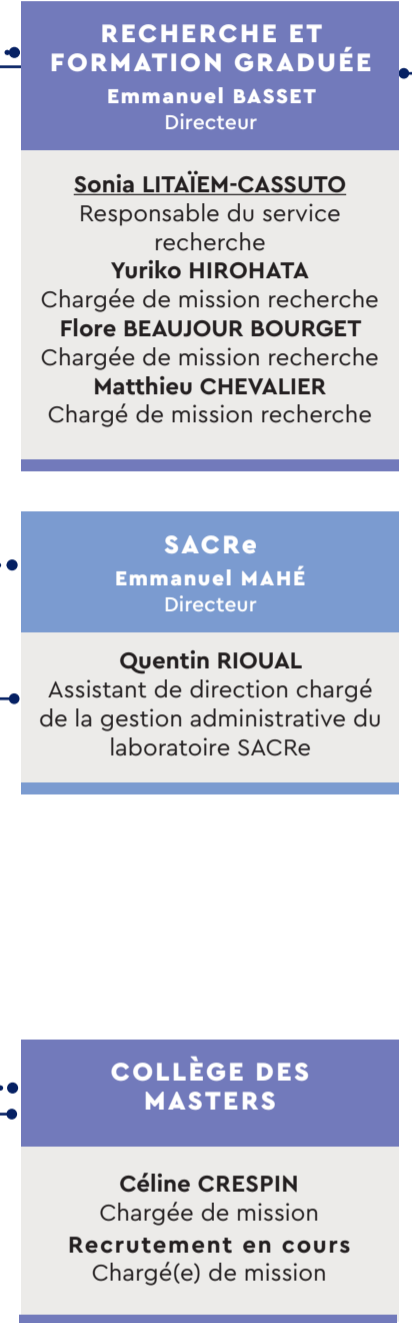 RECHERCHE ET
FORMATION GRADUÉE
Emmanuel BASSET
Directeur
Sonia LITAÏEM-CASSUTO
Responsable du service
recherche
Yuriko HIROHATA
Chargée de mission recherche
Flore BEAUJOUR BOURGET
Chargée de mission recherche
Matthieu CHEVALIER
Chargé de mission recherche
SACRe
Emmanuel MAHÉ
Directeur
Quentin RIOUAL
Assistant de direction chargé
de la gestion administrative du
laboratoire SACRe
COLLÈGE DES
MASTERS
Céline CRESPIN
Chargée de mission
Recrutement en cours
Chargé(e) de mission